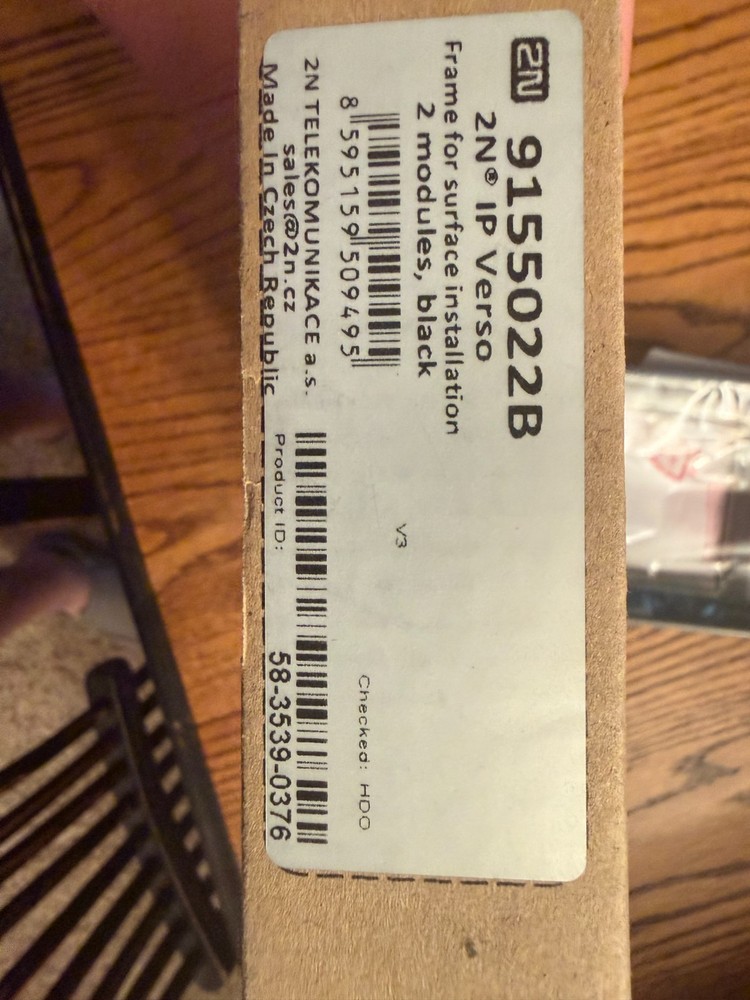 2N
9155022B
2N® IP Verso
Frame for surface installation
2 modules, black
8 595159 509495
2N TELEKOMUNIKACE a.s.
sales@2n.cz
Made In Czech Republic
V3
Checked: HDO
Product ID:
58-3539-0376